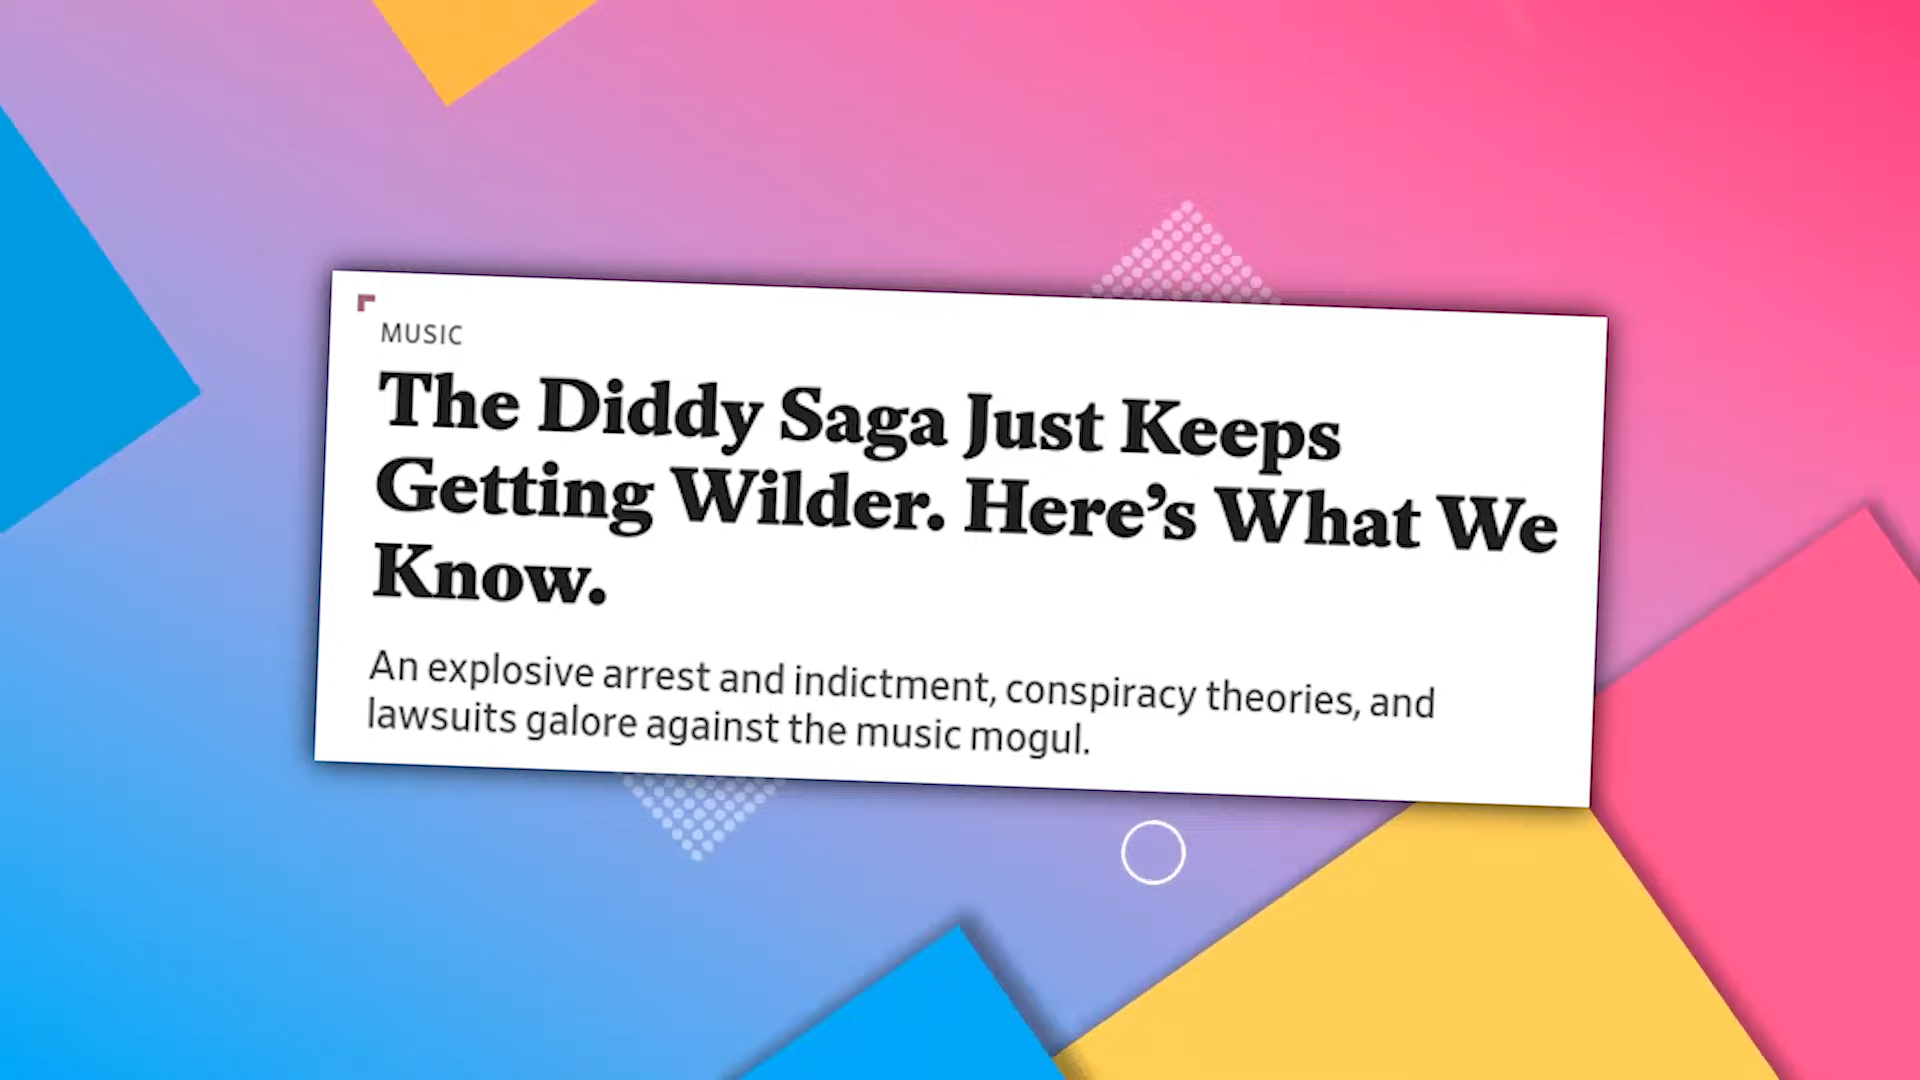 MUSIC
The Diddy Saga Just Keeps
Getting Wilder. Here’s What We
Know.
An explosive arrest and indictment, conspiracy theories, and
lawsuits galore against the music mogul.